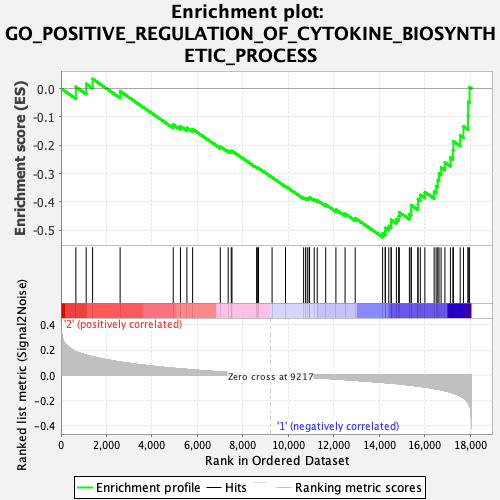 Enrichment plot:
GO_POSITIVE_REGULATION_OF_CYTOKINE_BIOSYNTH
ETIC_PROCESS
Enrichment score (ES)
0.0
-0.1
-0.2
-0.3
-0.4
-0.5
'2' (positively correlated)
Ranked list metric (Signal2Noise)
0.4
0.2
0.0
-0.2
-0.4
Zero cross at 9217
'1' (negatively correlated)
0 2,000 4,000 6,000 8,000 10,000 12,000 14,000 16,000 18,000
Rank in Ordered Dataset
Enrichment profile Hits Ranking metric scores